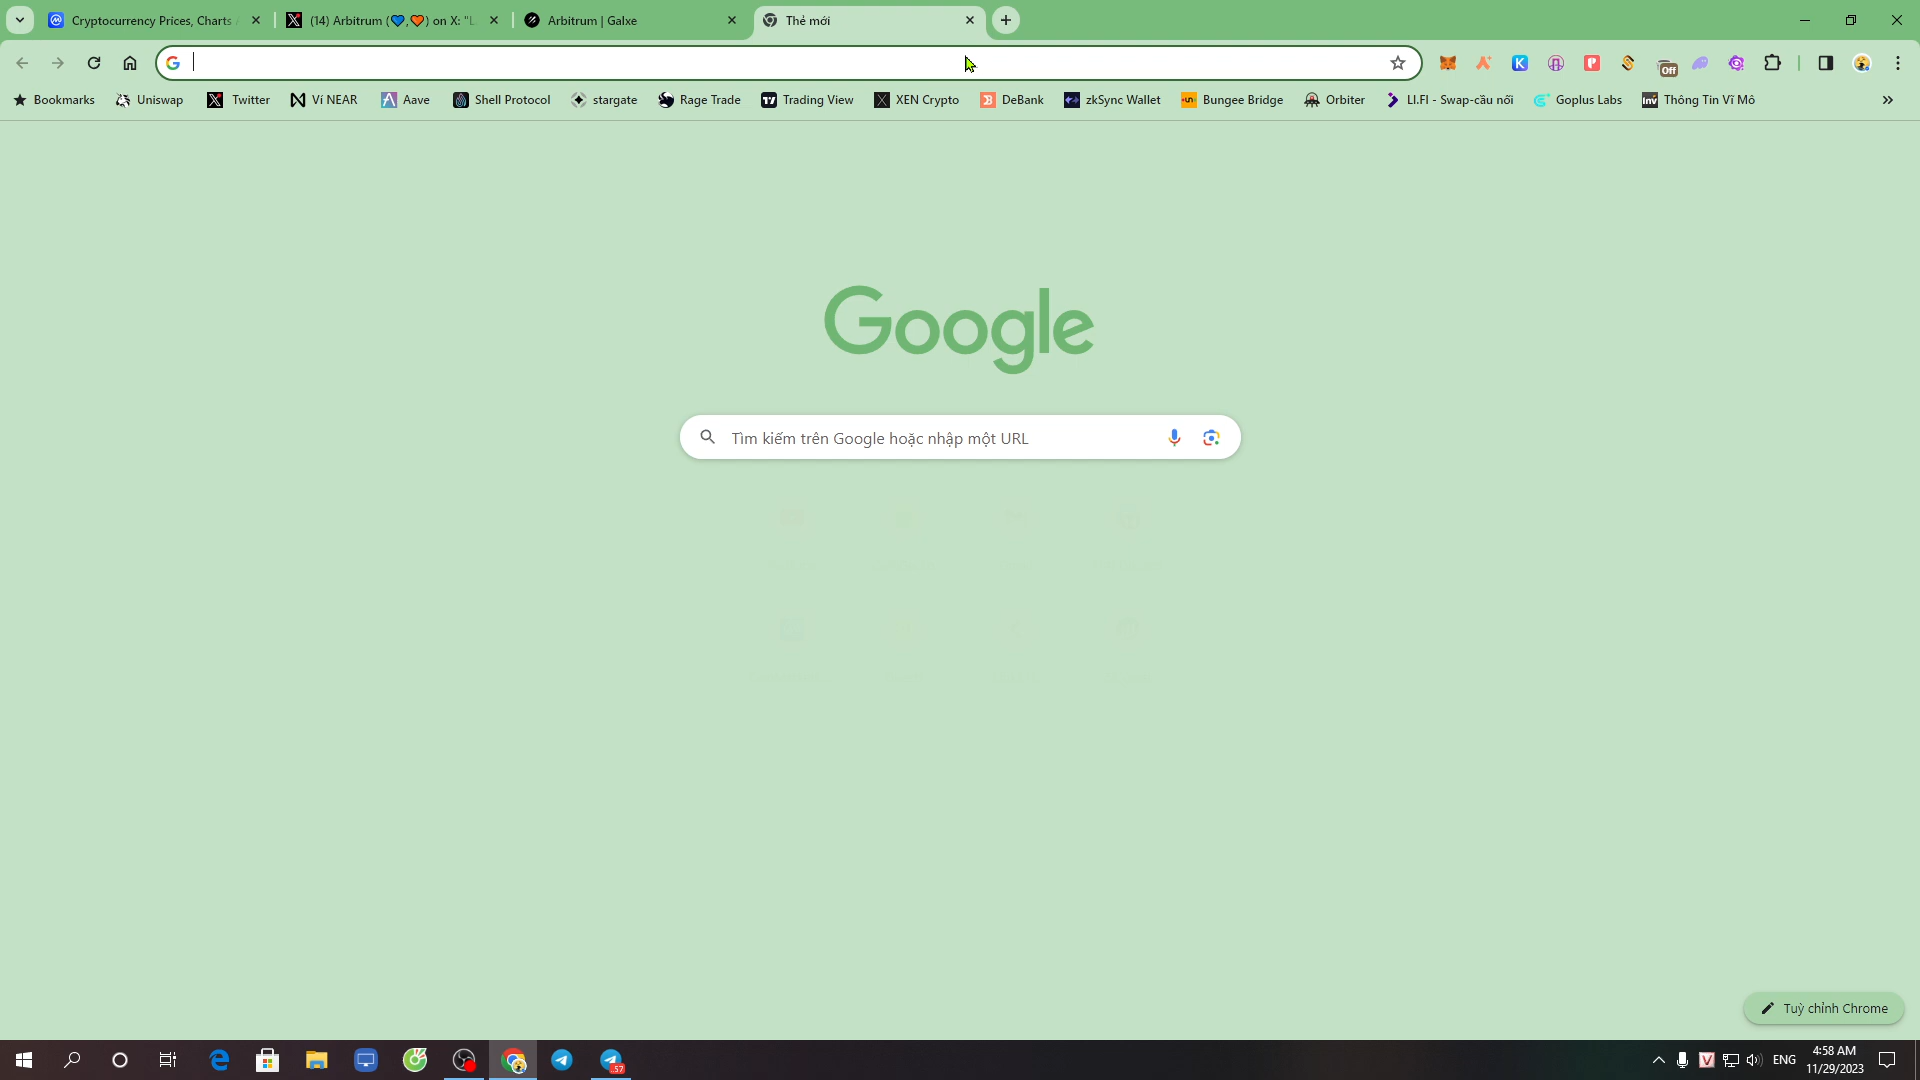 Cryptocurrency Prices, Charts
(14) Arbitrum (💙,🧡) on X: "L
Arbitrum | Galxe
Thẻ mới
Off
Bookmarks
Uniswap
Twitter
Ví NEAR
Aave
Shell Protocol
stargate
Rage Trade
Trading View
XEN Crypto
DeBank
zkSync Wallet
Bungee Bridge
Orbiter
LI.FI - Swap-cầu nối
Goplus Labs
Thông Tin Vĩ Mô
Google
Tìm kiếm trên Google hoặc nhập một URL
Tuỳ chỉnh Chrome
57
ENG
4:58 AM
11/29/2023